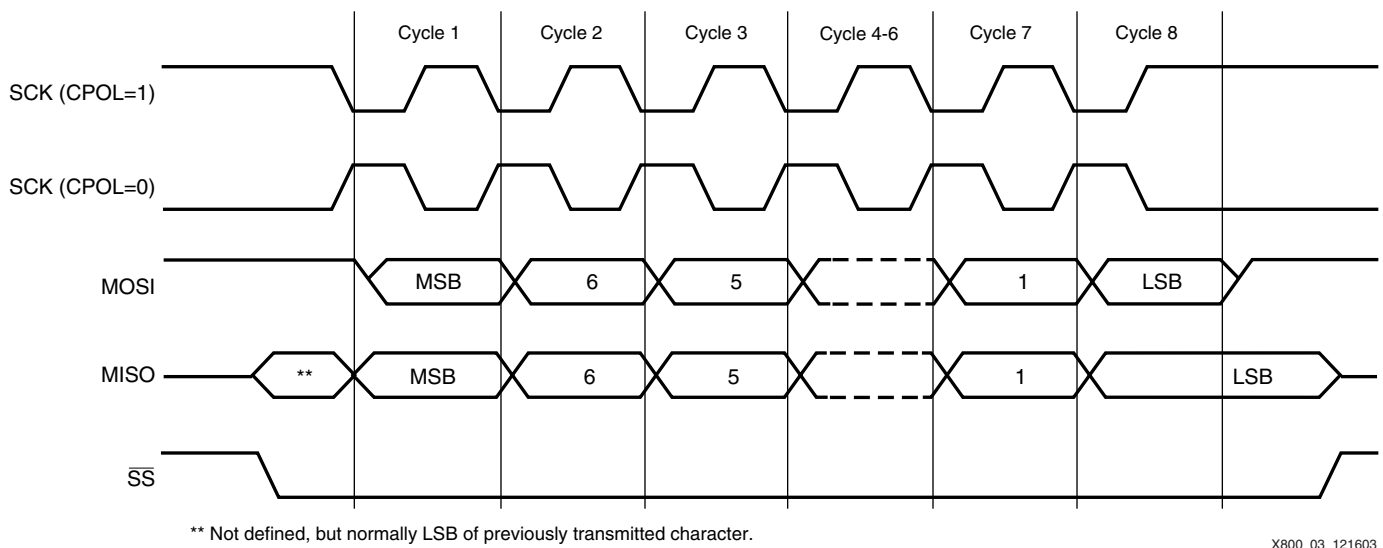 Cycle 1 Cycle 2 Cycle 3 Cycle 4-6 Cycle 7 Cycle 8
SCK (CPOL=1)
SCK (CPOL=0)
MOSI MSB 6 5 1 LSB
MISO ** MSB 6 5 1 LSB
SS
** Not defined, but normally LSB of previously transmitted character.
X800_03_121603